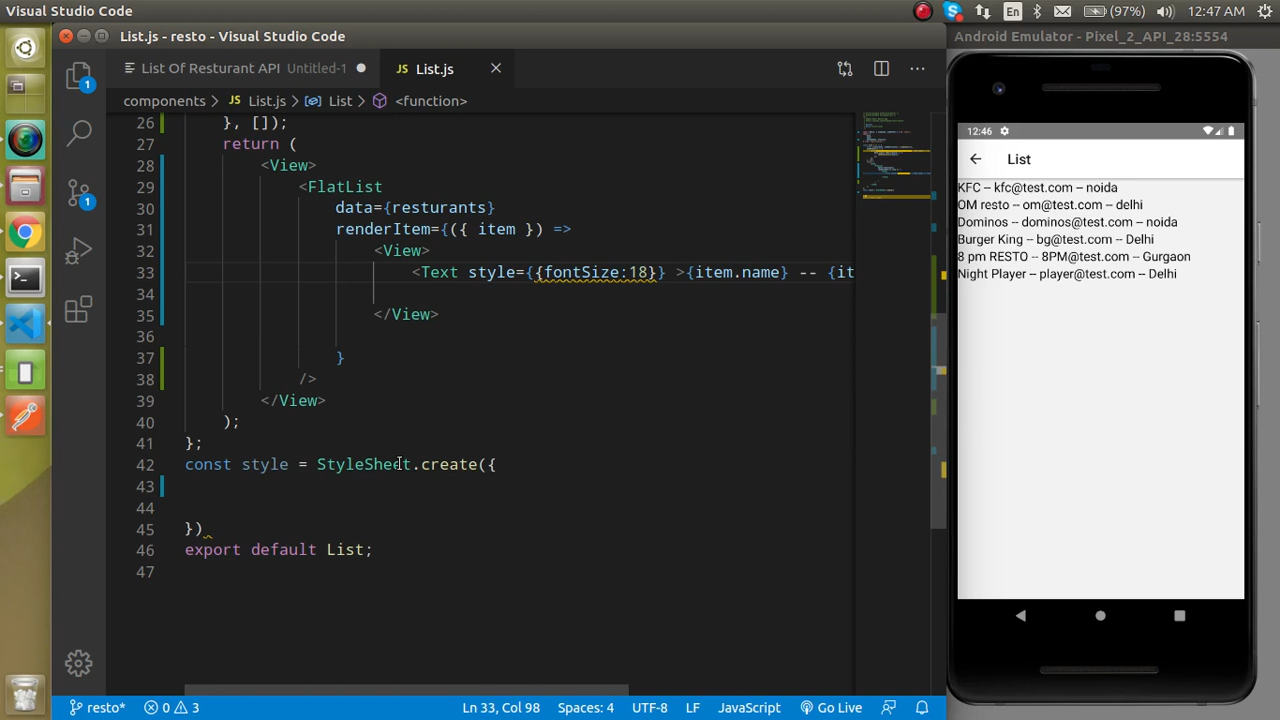 Visual Studio Code
En
(97%)
12:47 AM
List.js - resto - Visual Studio Code
Android Emulator - Pixel_2_API_28:5554
List Of Resturant API Untitled-1
JS List.js
components > JS List.js > List > <function>
26 }, []);
27 return (
28 <View>
29 <FlatList
30 data={resturants}
31 renderItem={({ item }) =>
32 <View>
33 <Text style={{fontSize:18}} >{item.name} -- {it
34
35 </View>
36
37 }
38 />
39 </View>
40 );
41 };
42 const style = StyleSheet.create({
43
44
45 })
46 export default List;
47
1
1
12:46
List
KFC -- kfc@test.com -- noida
OM resto -- om@test.com -- delhi
Dominos -- dominos@test.com -- noida
Burger King -- bg@test.com -- Delhi
8 pm RESTO -- 8PM@test.com -- Gurgaon
Night Player -- player@test.com -- Delhi
resto* 0 3 Ln 33, Col 98 Spaces: 4 UTF-8 LF JavaScript Go Live